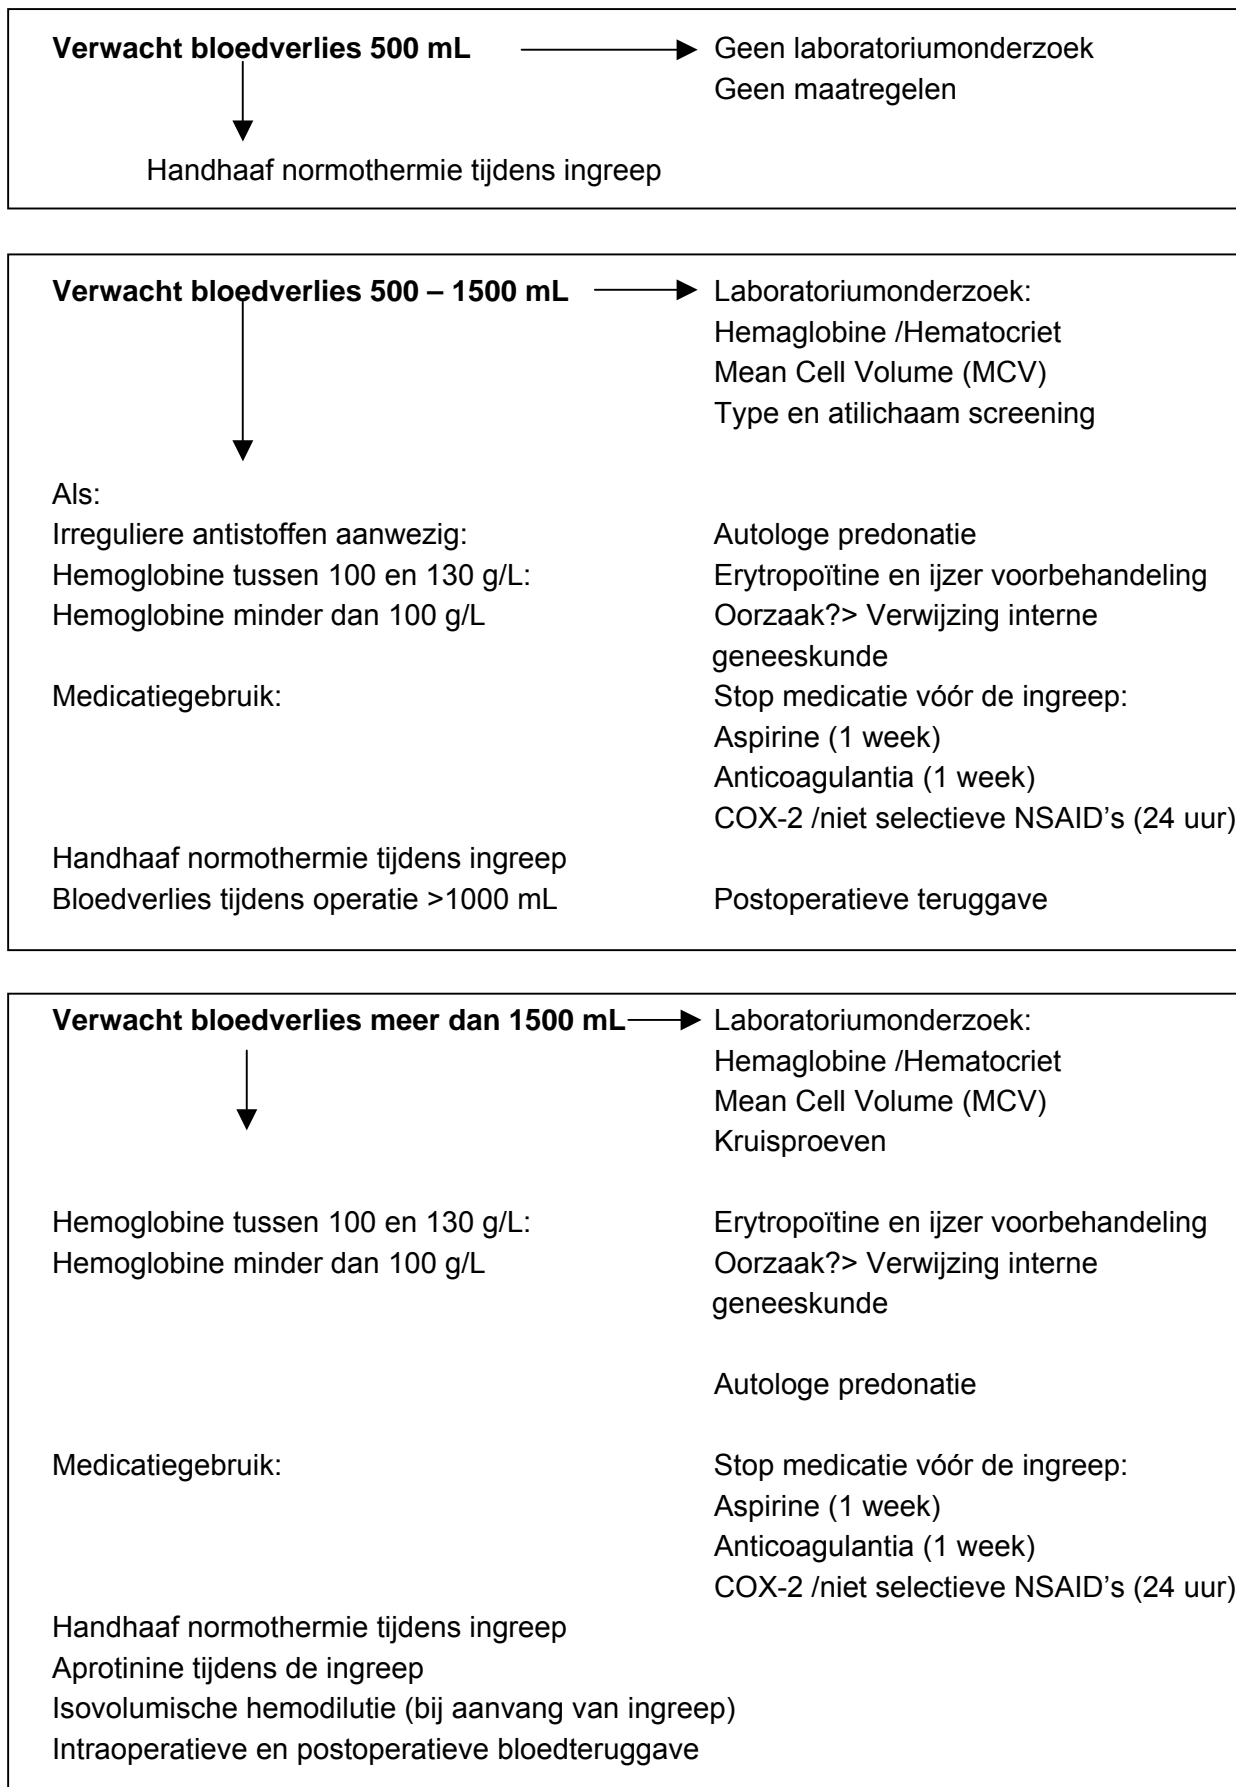 Verwacht bloedverlies 500 mL Geen laboratoriumonderzoek
Geen maatregelen
Handhaaf normothermie tijdens ingreep
Verwacht bloedverlies 500 – 1500 mL Laboratoriumonderzoek:
Hemaglobine /Hematocriet
Mean Cell Volume (MCV)
Type en atilichaam screening
Als:
Irreguliere antistoffen aanwezig: Autologe predonatie
Hemoglobine tussen 100 en 130 g/L: Erytropoïtine en ijzer voorbehandeling
Hemoglobine minder dan 100 g/L Oorzaak?> Verwijzing interne
geneeskunde
Medicatiegebruik: Stop medicatie vóór de ingreep:
Aspirine (1 week)
Anticoagulantia (1 week)
COX-2 /niet selectieve NSAID’s (24 uur)
Handhaaf normothermie tijdens ingreep
Bloedverlies tijdens operatie >1000 mL Postoperatieve teruggave
Verwacht bloedverlies meer dan 1500 mL Laboratoriumonderzoek:
Hemaglobine /Hematocriet
Mean Cell Volume (MCV)
Kruisproeven
Hemoglobine tussen 100 en 130 g/L: Erytropoïtine en ijzer voorbehandeling
Hemoglobine minder dan 100 g/L Oorzaak?> Verwijzing interne
geneeskunde
Autologe predonatie
Medicatiegebruik: Stop medicatie vóór de ingreep:
Aspirine (1 week)
Anticoagulantia (1 week)
COX-2 /niet selectieve NSAID’s (24 uur)
Handhaaf normothermie tijdens ingreep
Aprotinine tijdens de ingreep
Isovolumische hemodilutie (bij aanvang van ingreep)
Intraoperatieve en postoperatieve bloedteruggave